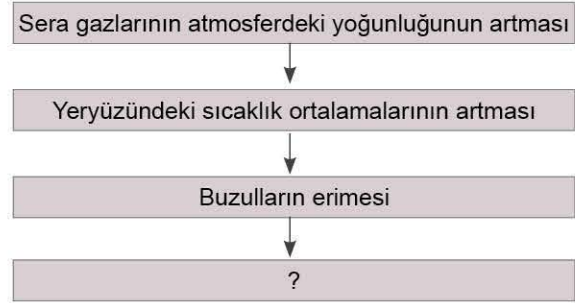 Sera gazlarının atmosferdeki yoğunluğunun artması
Yeryüzündeki sıcaklık ortalamalarının artması
Buzulların erimesi
?